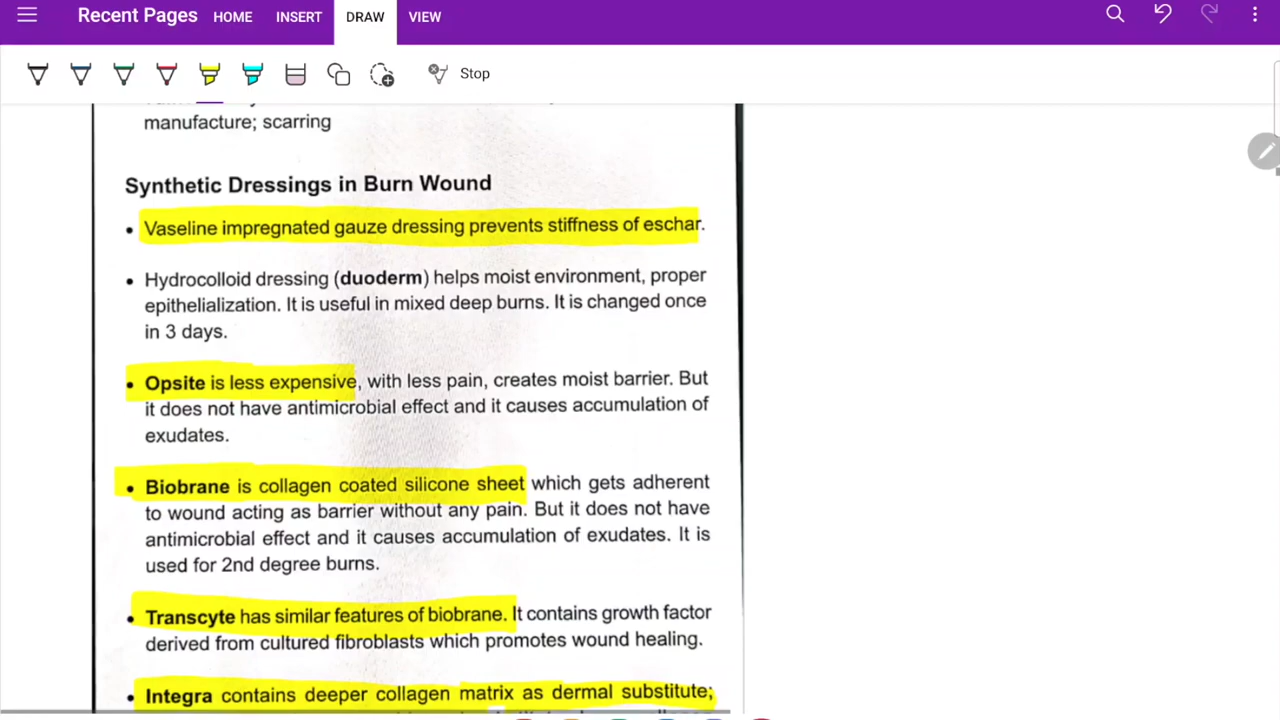 Recent Pages HOME INSERT DRAW VIEW
Stop
manufacture; scarring
Synthetic Dressings in Burn Wound
• Vaseline impregnated gauze dressing prevents stiffness of eschar.
• Hydrocolloid dressing (duoderm) helps moist environment, proper
epithelialization. It is useful in mixed deep burns. It is changed once
in 3 days.
• Opsite is less expensive, with less pain, creates moist barrier. But
it does not have antimicrobial effect and it causes accumulation of
exudates.
• Biobrane is collagen coated silicone sheet which gets adherent
to wound acting as barrier without any pain. But it does not have
antimicrobial effect and it causes accumulation of exudates. It is
used for 2nd degree burns.
• Transcyte has similar features of biobrane. It contains growth factor
derived from cultured fibroblasts which promotes wound healing.
• Integra contains deeper collagen matrix as dermal substitute;